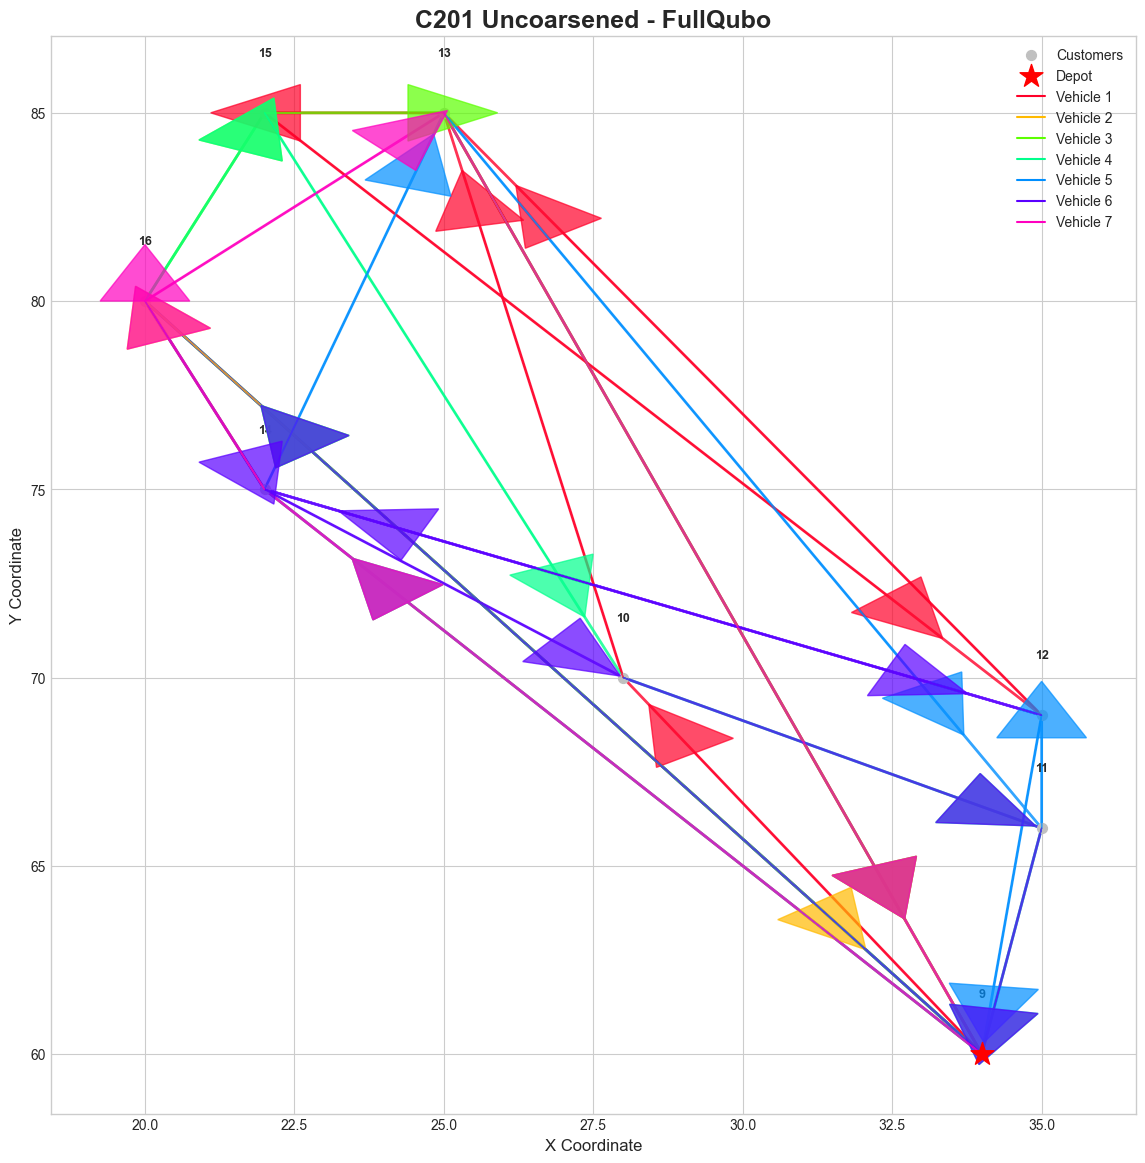 C201 Uncoarsened - FullQubo
15
13
Customers
Depot
Vehicle 1
Vehicle 2
Vehicle 3
Vehicle 4
Vehicle 5
Vehicle 6
Vehicle 7
85
16
80
75
10
12
70
11
65
9
60
20.0
22.5
25.0
27.5
30.0
32.5
35.0
X Coordinate
Y Coordinate